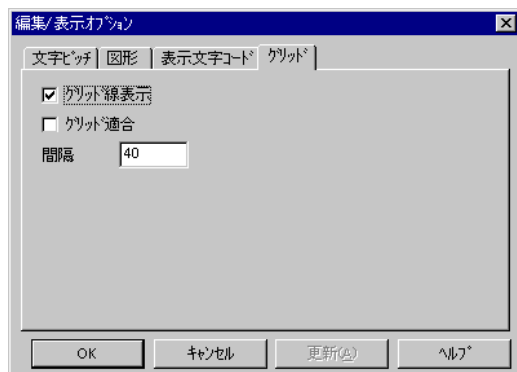 編集/表示ｵﾌﾟｼｮﾝ
文字ﾋﾟｯﾁ 図形 表示文字ｺｰﾄﾞ ｸﾞﾘｯﾄﾞ
ｸﾞﾘｯﾄﾞ線表示
ｸﾞﾘｯﾄﾞ適合
間隔 40
OK ｷｬﾝｾﾙ 更新(A) ﾍﾙﾌﾟ